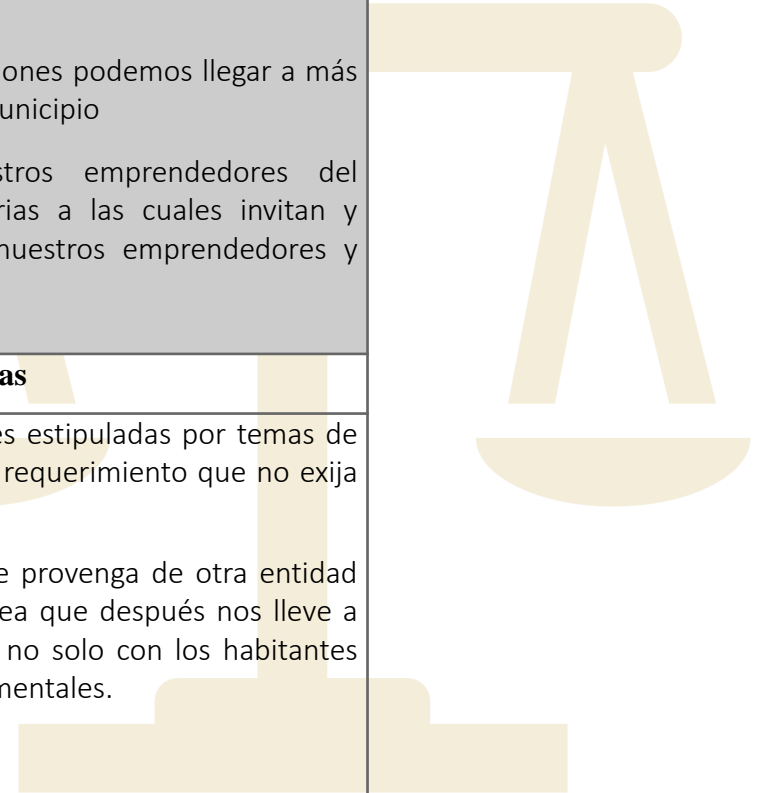 ones podemos llegar a más
unicipio
stros emprendedores del
rias a las cuales invitan y
nuestros emprendedores y
as
es estipuladas por temas de
requerimiento que no exija
e provenga de otra entidad
ea que después nos lleve a
no solo con los habitantes
mentales.